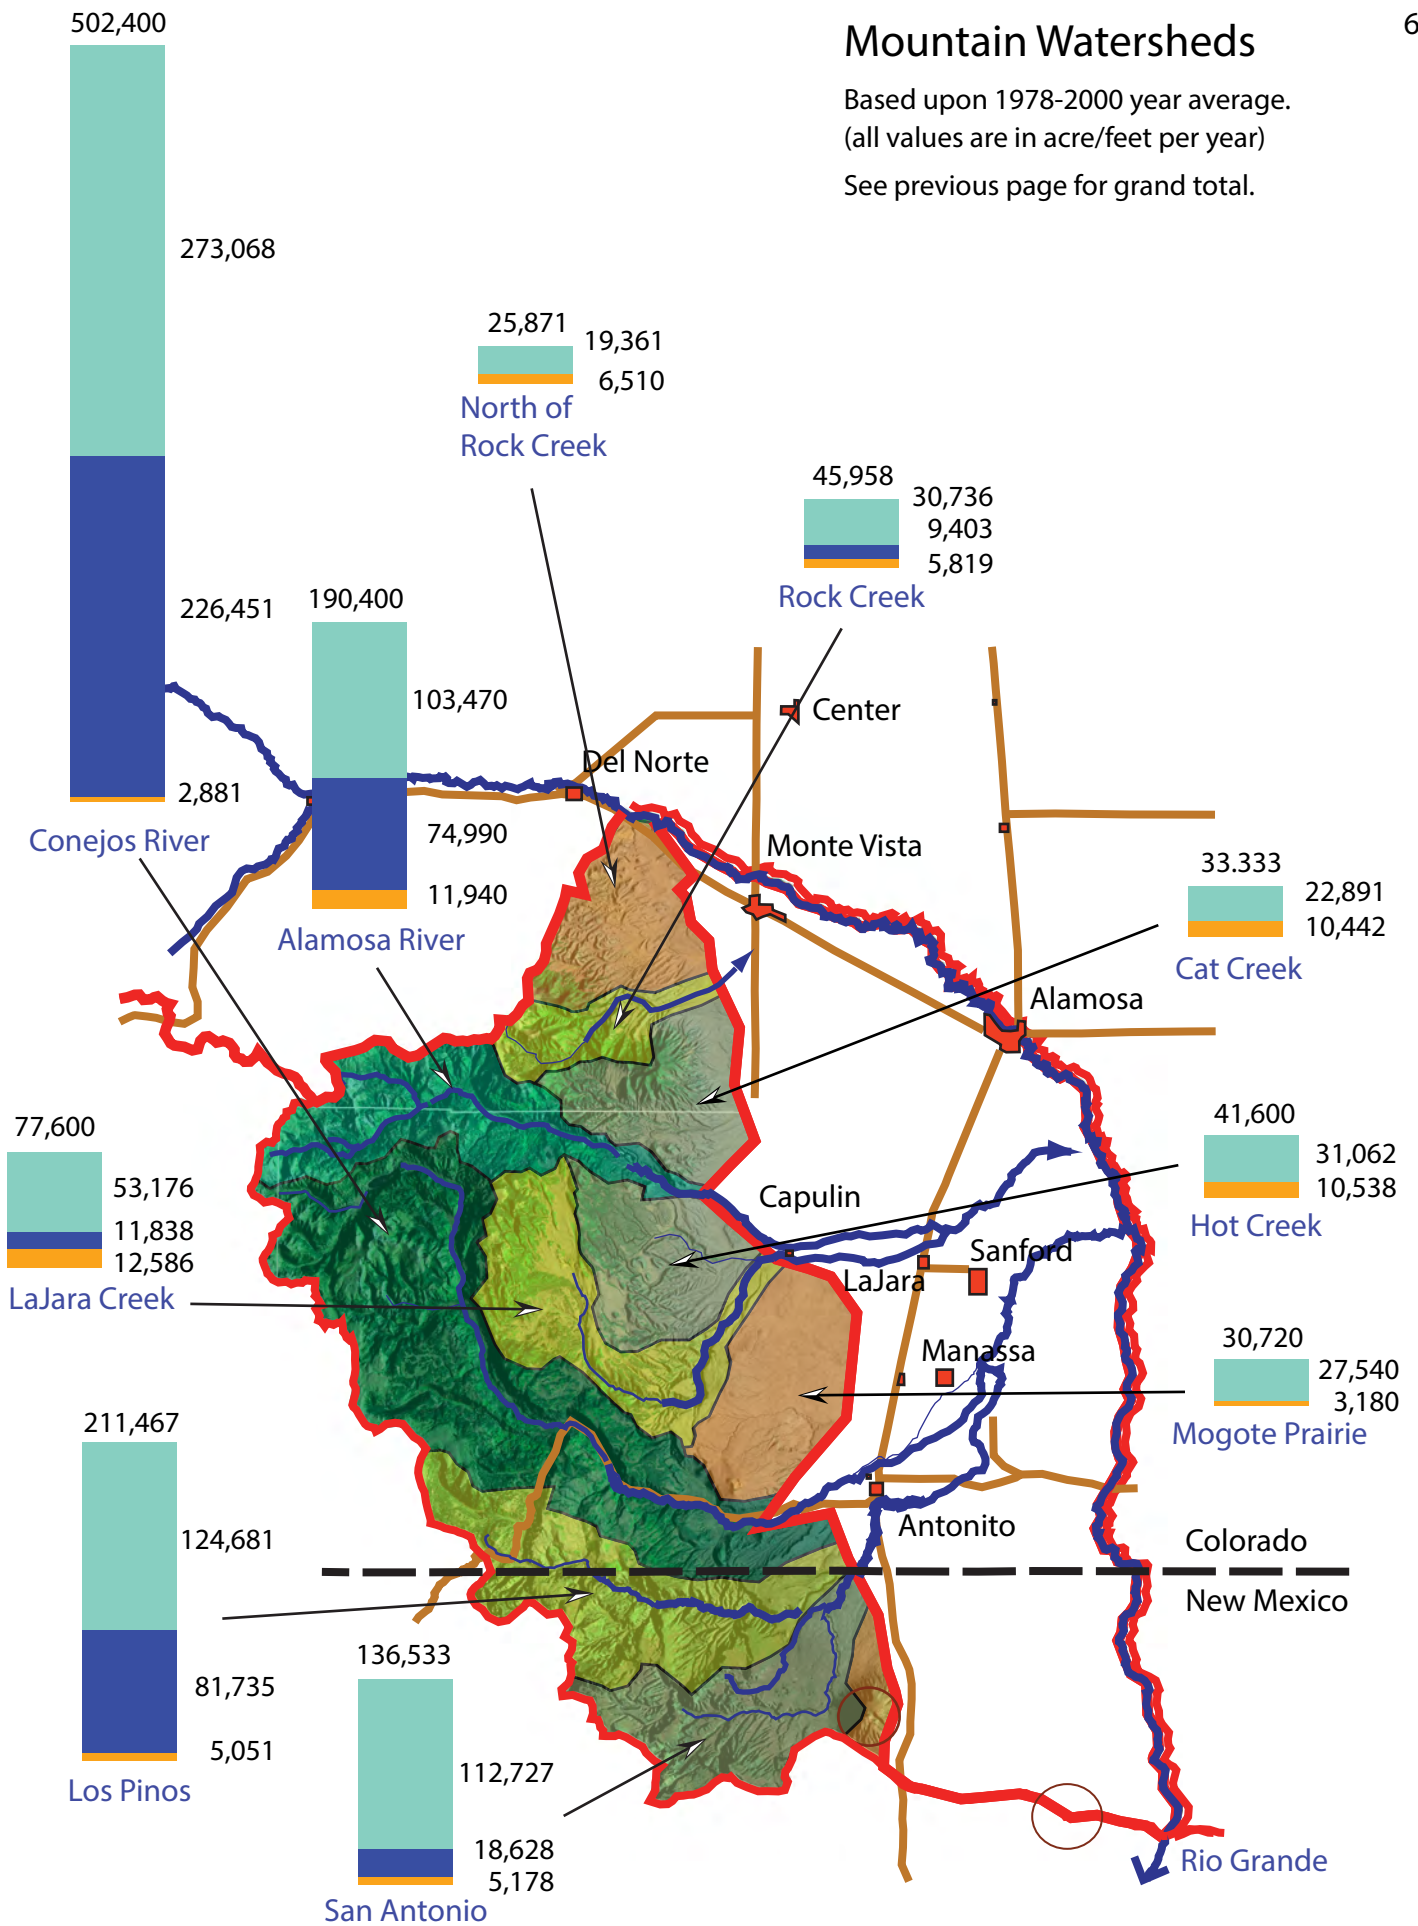 502,400
Mountain Watersheds
6
Based upon 1978-2000 year average.
(all values are in acre/feet per year)
See previous page for grand total.
273,068
226,451
2,881
Conejos River
25,871
19,361
6,510
North of
Rock Creek
45,958
30,736
9,403
5,819
Rock Creek
190,400
103,470
74,990
11,940
Alamosa River
Center
Del Norte
Monte Vista
33.333
22,891
10,442
Cat Creek
Alamosa
77,600
53,176
11,838
12,586
LaJara Creek
41,600
31,062
10,538
Hot Creek
Capulin
Sanford
LaJara
Manassa
30,720
27,540
3,180
Mogote Prairie
211,467
124,681
81,735
5,051
Los Pinos
Antonito
Colorado
New Mexico
136,533
112,727
18,628
5,178
San Antonio
Rio Grande